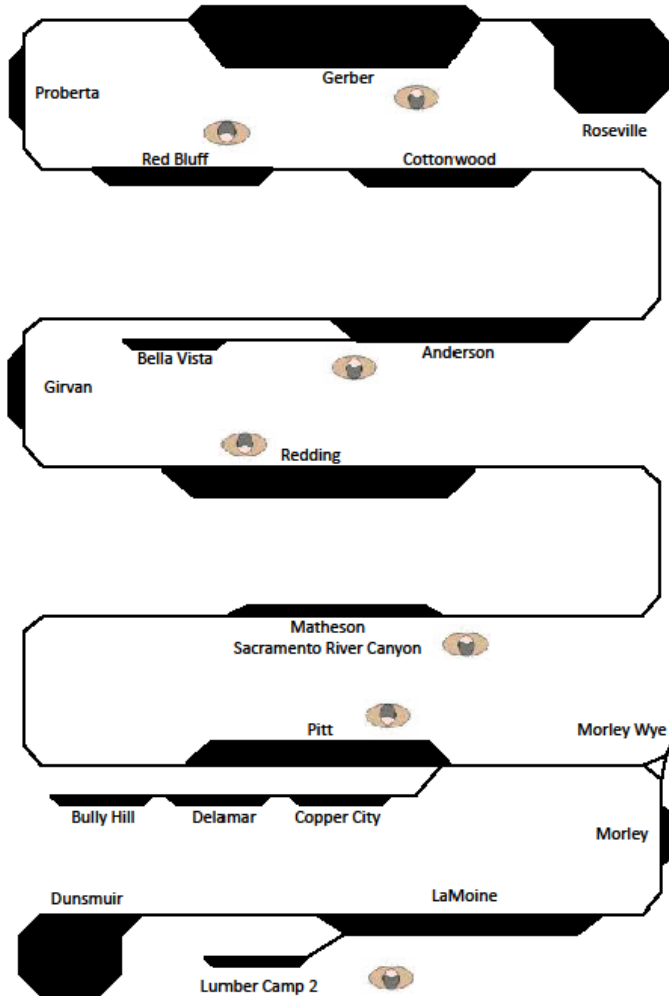 Gerber
Proberta
Roseville
Red Bluff
Cottonwood
Anderson
Bella Vista
Girvan
Redding
Matheson
Sacramento River Canyon
Pitt
Morley Wye
Bully Hill
Delamar
Copper City
Morley
Dunsmuir
LaMoine
Lumber Camp 2